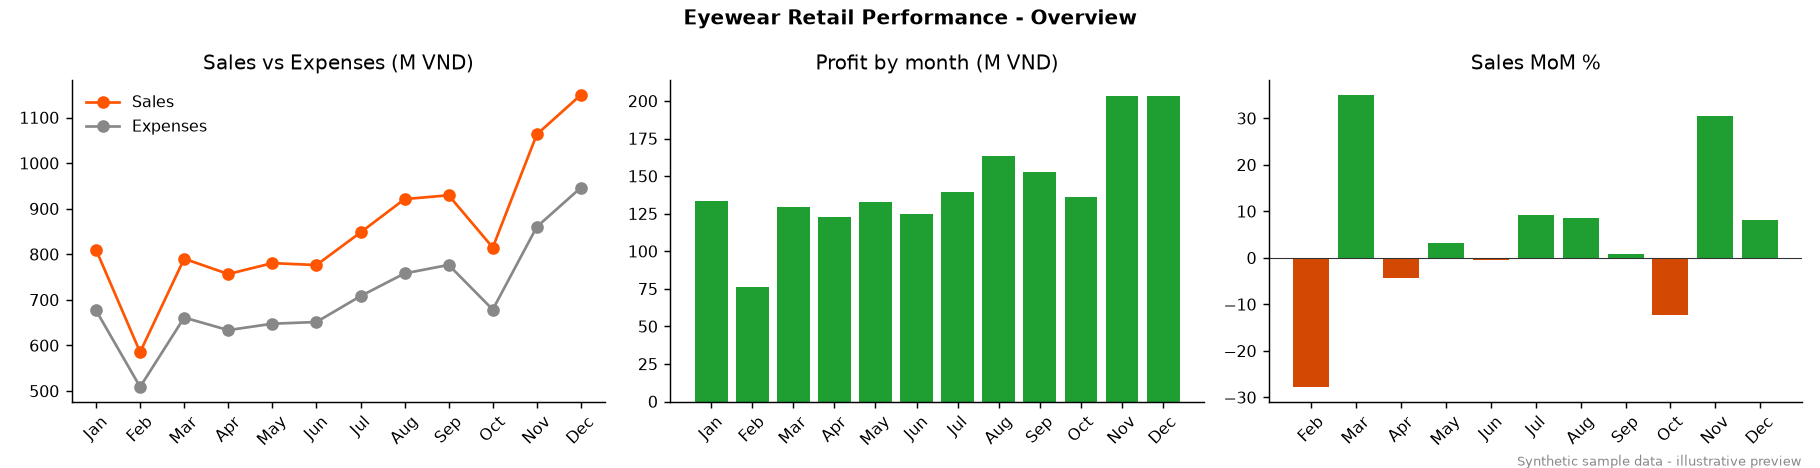 Eyewear Retail Performance - Overview
Sales vs Expenses (M VND)
Sales
Expenses
1100
1000
900
800
700
600
500
Jan Feb Mar Apr May Jun Jul Aug Sep Oct Nov Dec
Profit by month (M VND)
200
175
150
125
100
75
50
25
0
Jan Feb Mar Apr May Jun Jul Aug Sep Oct Nov Dec
Sales MoM %
30
20
10
0
−10
−20
−30
Feb Mar Apr May Jun Jul Aug Sep Oct Nov Dec
Synthetic sample data - illustrative preview